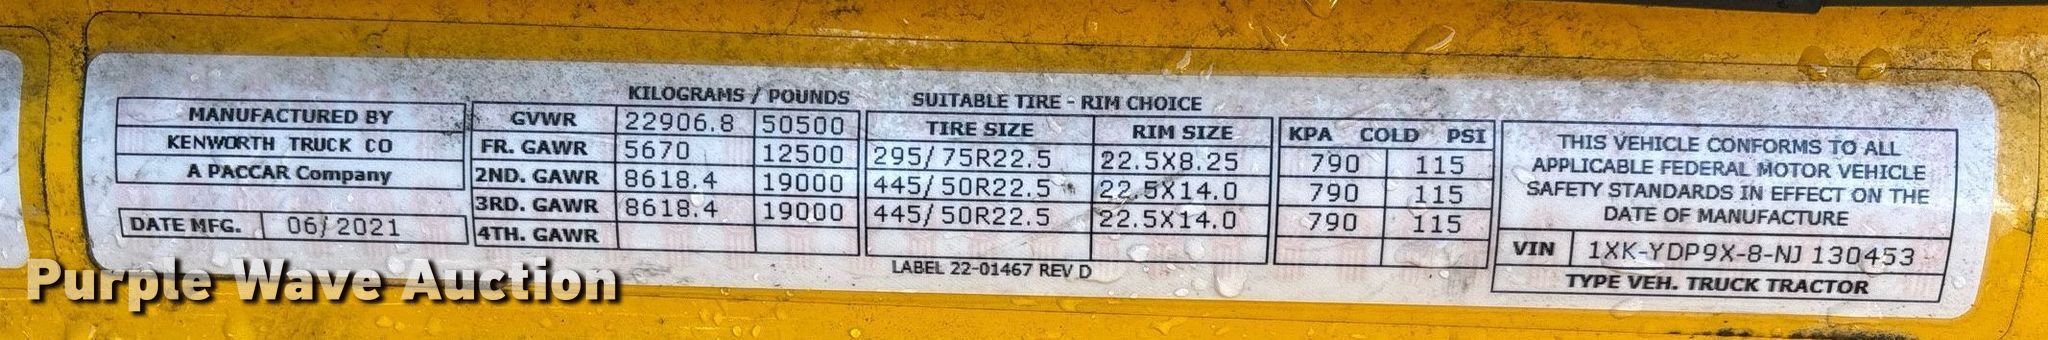 MANUFACTURED BY
KENWORTH TRUCK CO
A PACCAR Company
DATE MFG. 06/2021
KILOGRAMS / POUNDS
GVWR 22906.8 50500
FR. GAWR 5670 12500
2ND. GAWR 8618.4 19000
3RD. GAWR 8618.4 19000
4TH. GAWR
SUITABLE TIRE - RIM CHOICE
TIRE SIZE RIM SIZE
295/75R22.5 22.5X8.25
445/50R22.5 22.5X14.0
445/50R22.5 22.5X14.0
KPA COLD PSI
790 115
790 115
790 115
LABEL 22-01467 REV D
THIS VEHICLE CONFORMS TO ALL
APPLICABLE FEDERAL MOTOR VEHICLE
SAFETY STANDARDS IN EFFECT ON THE
DATE OF MANUFACTURE
VIN 1XK-YDP9X-8-NJ 130453
TYPE VEH. TRUCK TRACTOR
Purple Wave Auction